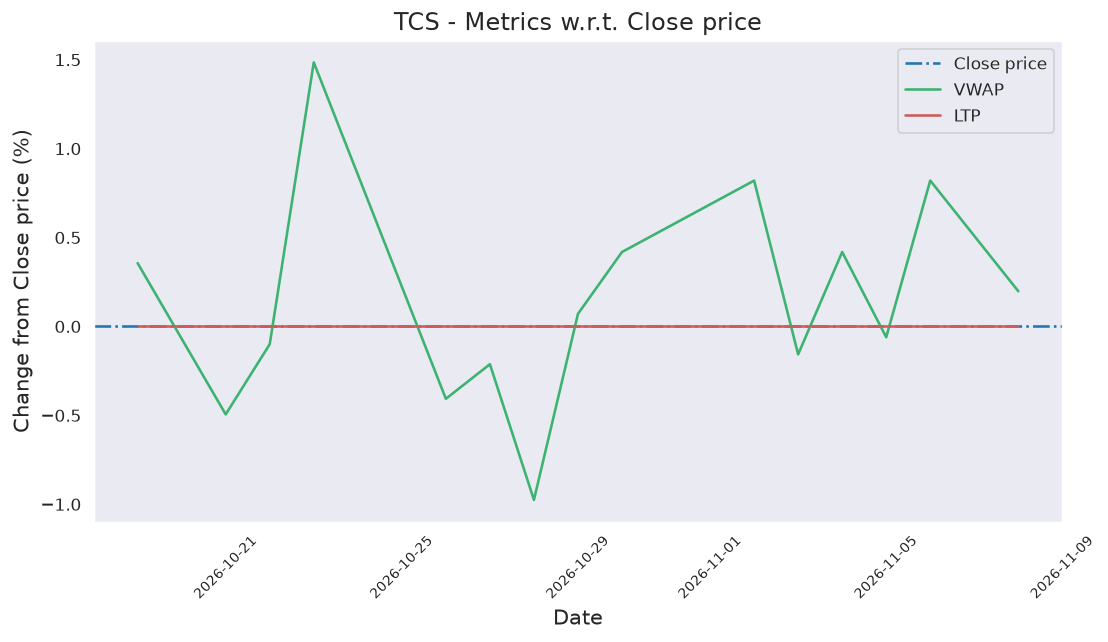 TCS - Metrics w.r.t. Close price
Close price
VWAP
LTP
Change from Close price (%)
1.5
1.0
0.5
0.0
−0.5
−1.0
2026-10-21
2026-10-25
2026-10-29
2026-11-01
2026-11-05
2026-11-09
Date